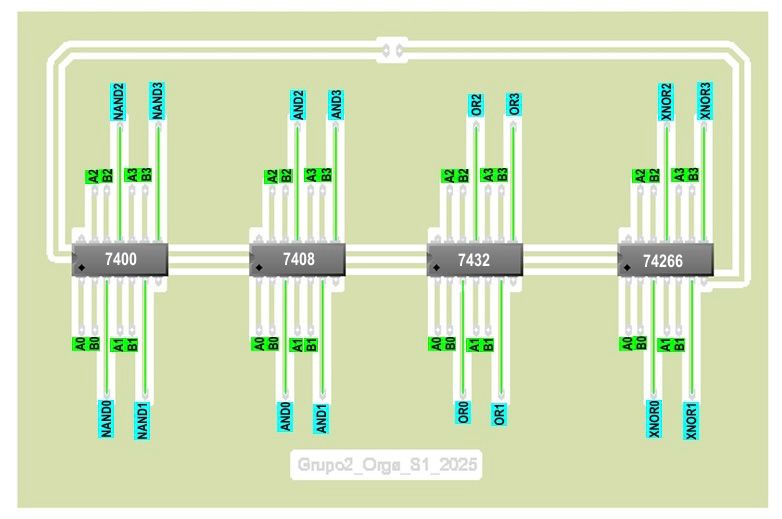 NAND2 NAND3 AND2 AND3 OR2 OR3 XNOR2 XNOR3
A2 B2 A3 B3 A2 B2 A3 B3 A2 B2 A3 B3 A2 B2 A3 B3
7400 7408 7432 74266
A0 B0 A1 B1 A0 B0 A1 B1 A0 B0 A1 B1 A0 B0 A1 B1
NAND0 NAND1 AND0 AND1 OR0 OR1 XNOR0 XNOR1
Grupo2_Orga_S1_2025